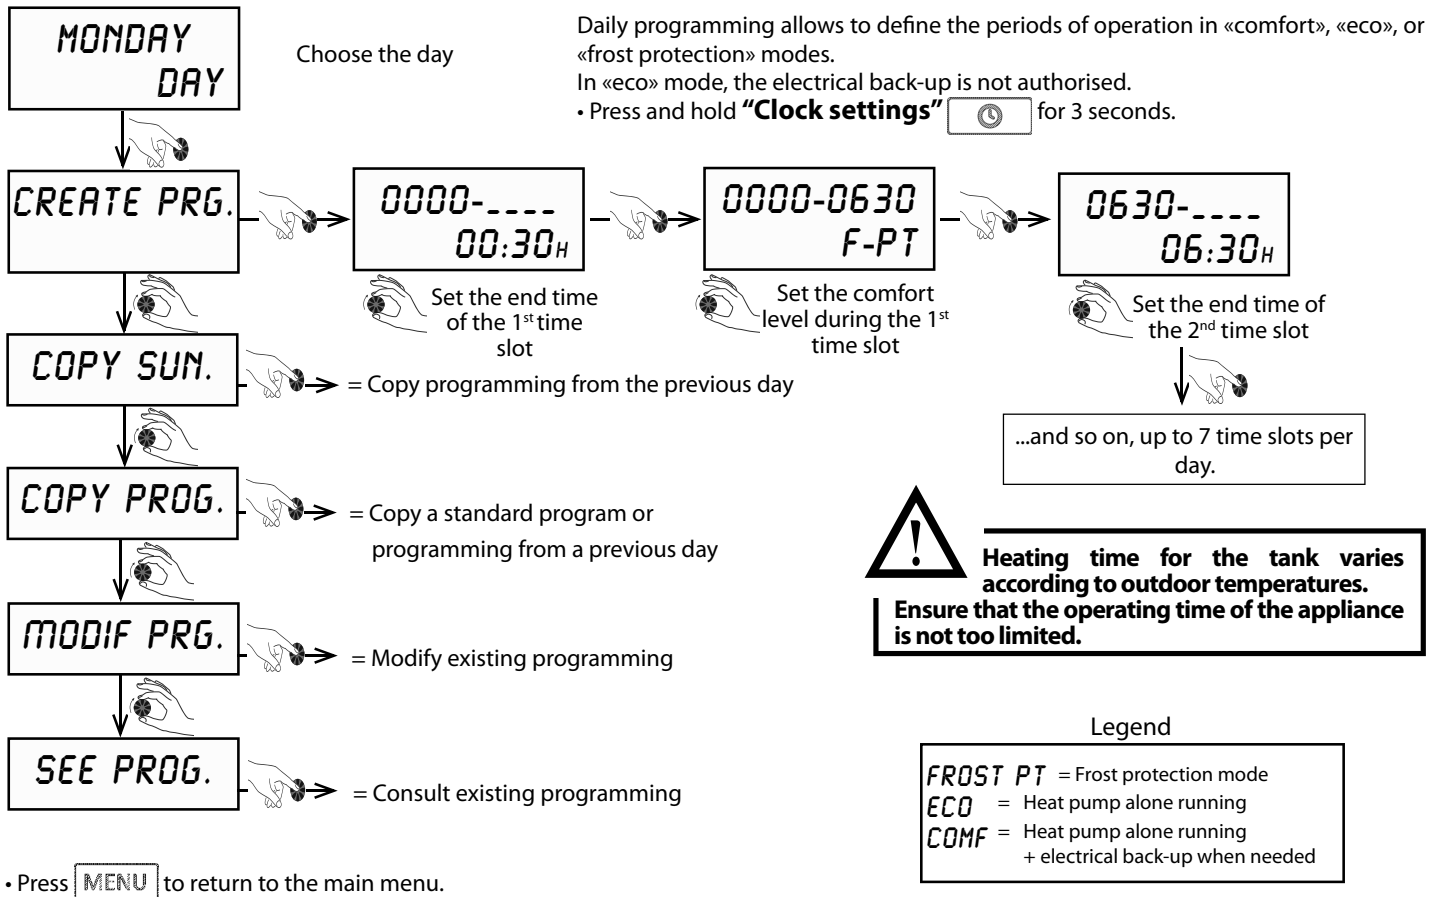 MONDAY
DAY
Choose the day
Daily programming allows to define the periods of operation in «comfort», «eco», or
«frost protection» modes.
In «eco» mode, the electrical back-up is not authorised.
• Press and hold "Clock settings" for 3 seconds.
CREATE PRG.
0000-____
00:30H
0000-0630
F-PT
0630-____
06:30H
Set the end time
of the 1st time
slot
Set the comfort
level during the 1st
time slot
Set the end time of
the 2nd time slot
...and so on, up to 7 time slots per
day.
COPY SUN.
= Copy programming from the previous day
COPY PROG.
= Copy a standard program or
programming from a previous day
MODIF PRG.
= Modify existing programming
SEE PROG.
= Consult existing programming
!
Heating time for the tank varies
according to outdoor temperatures.
Ensure that the operating time of the appliance
is not too limited.
Legend
FROST PT = Frost protection mode
ECO = Heat pump alone running
COMF = Heat pump alone running
+ electrical back-up when needed
• Press MENU to return to the main menu.